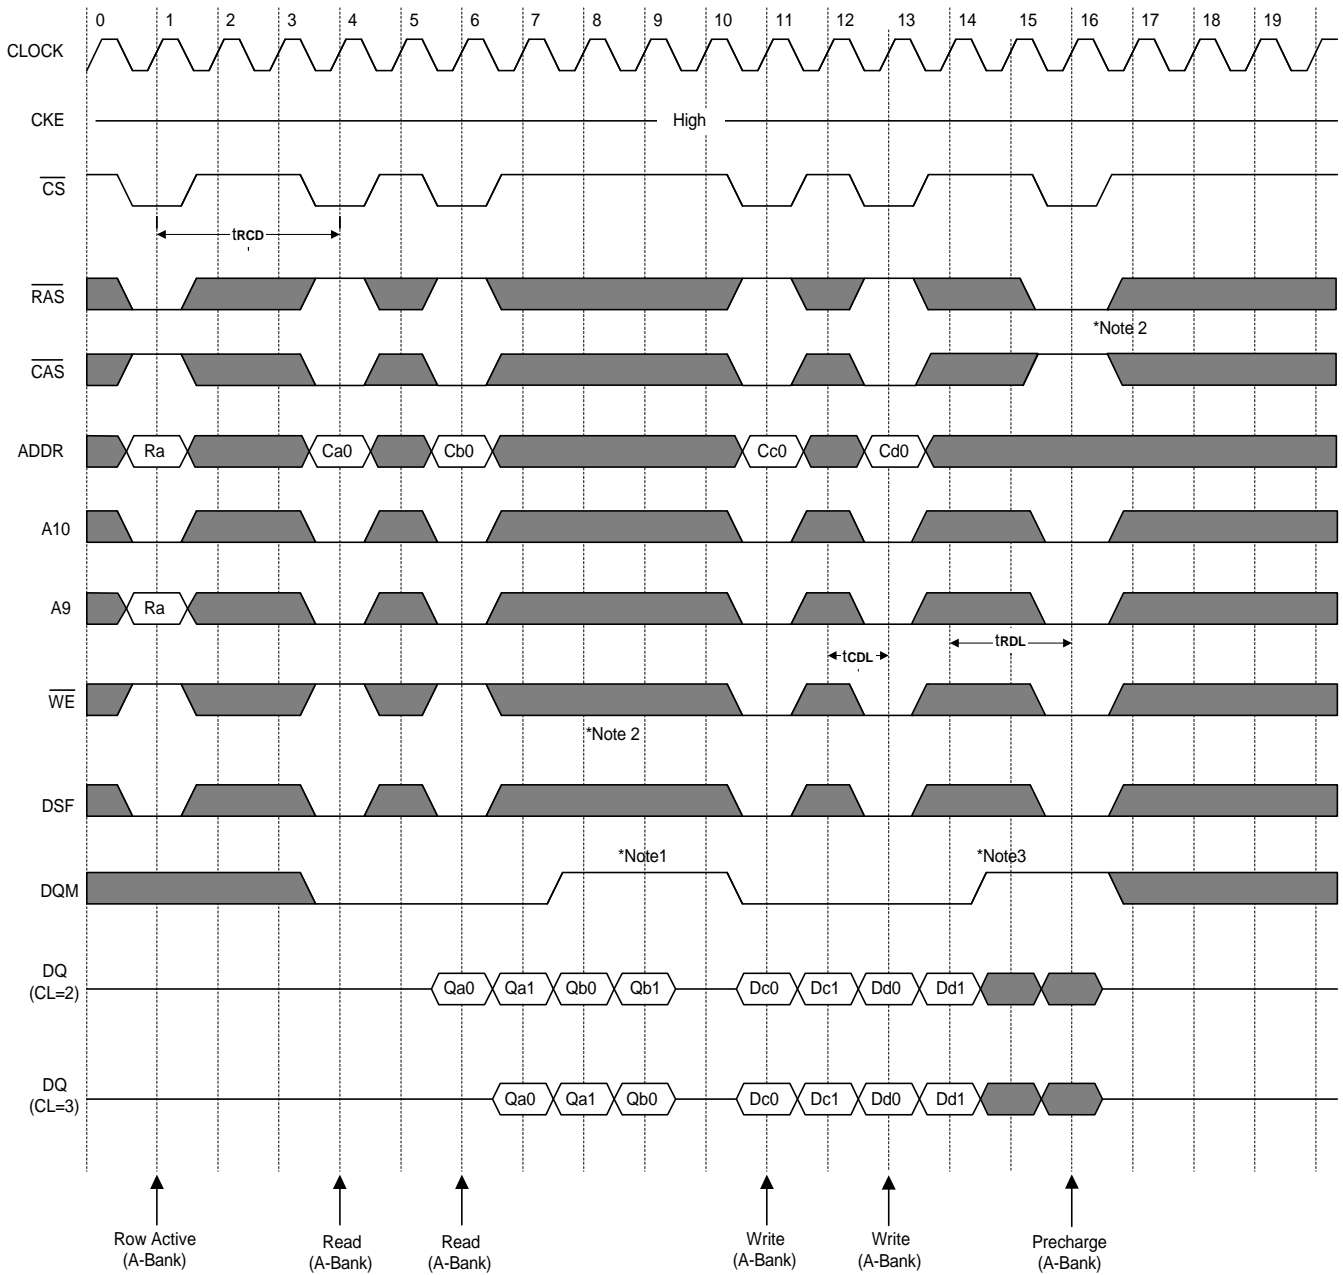 0 1 2 3 4 5 6 7 8 9 10 11 12 13 14 15 16 17 18 19
CLOCK
CKE High
CS
tRCD
RAS
*Note 2
CAS
ADDR Ra Ca0 Cb0 Cc0 Cd0
A10
A9 Ra
tCDL tRDL
WE
*Note 2
DSF
*Note1 *Note3
DQM
DQ
(CL=2) Qa0 Qa1 Qb0 Qb1 Dc0 Dc1 Dd0 Dd1
DQ
(CL=3) Qa0 Qa1 Qb0 Dc0 Dc1 Dd0 Dd1
Row Active
(A-Bank)
Read
(A-Bank)
Read
(A-Bank)
Write
(A-Bank)
Write
(A-Bank)
Precharge
(A-Bank)